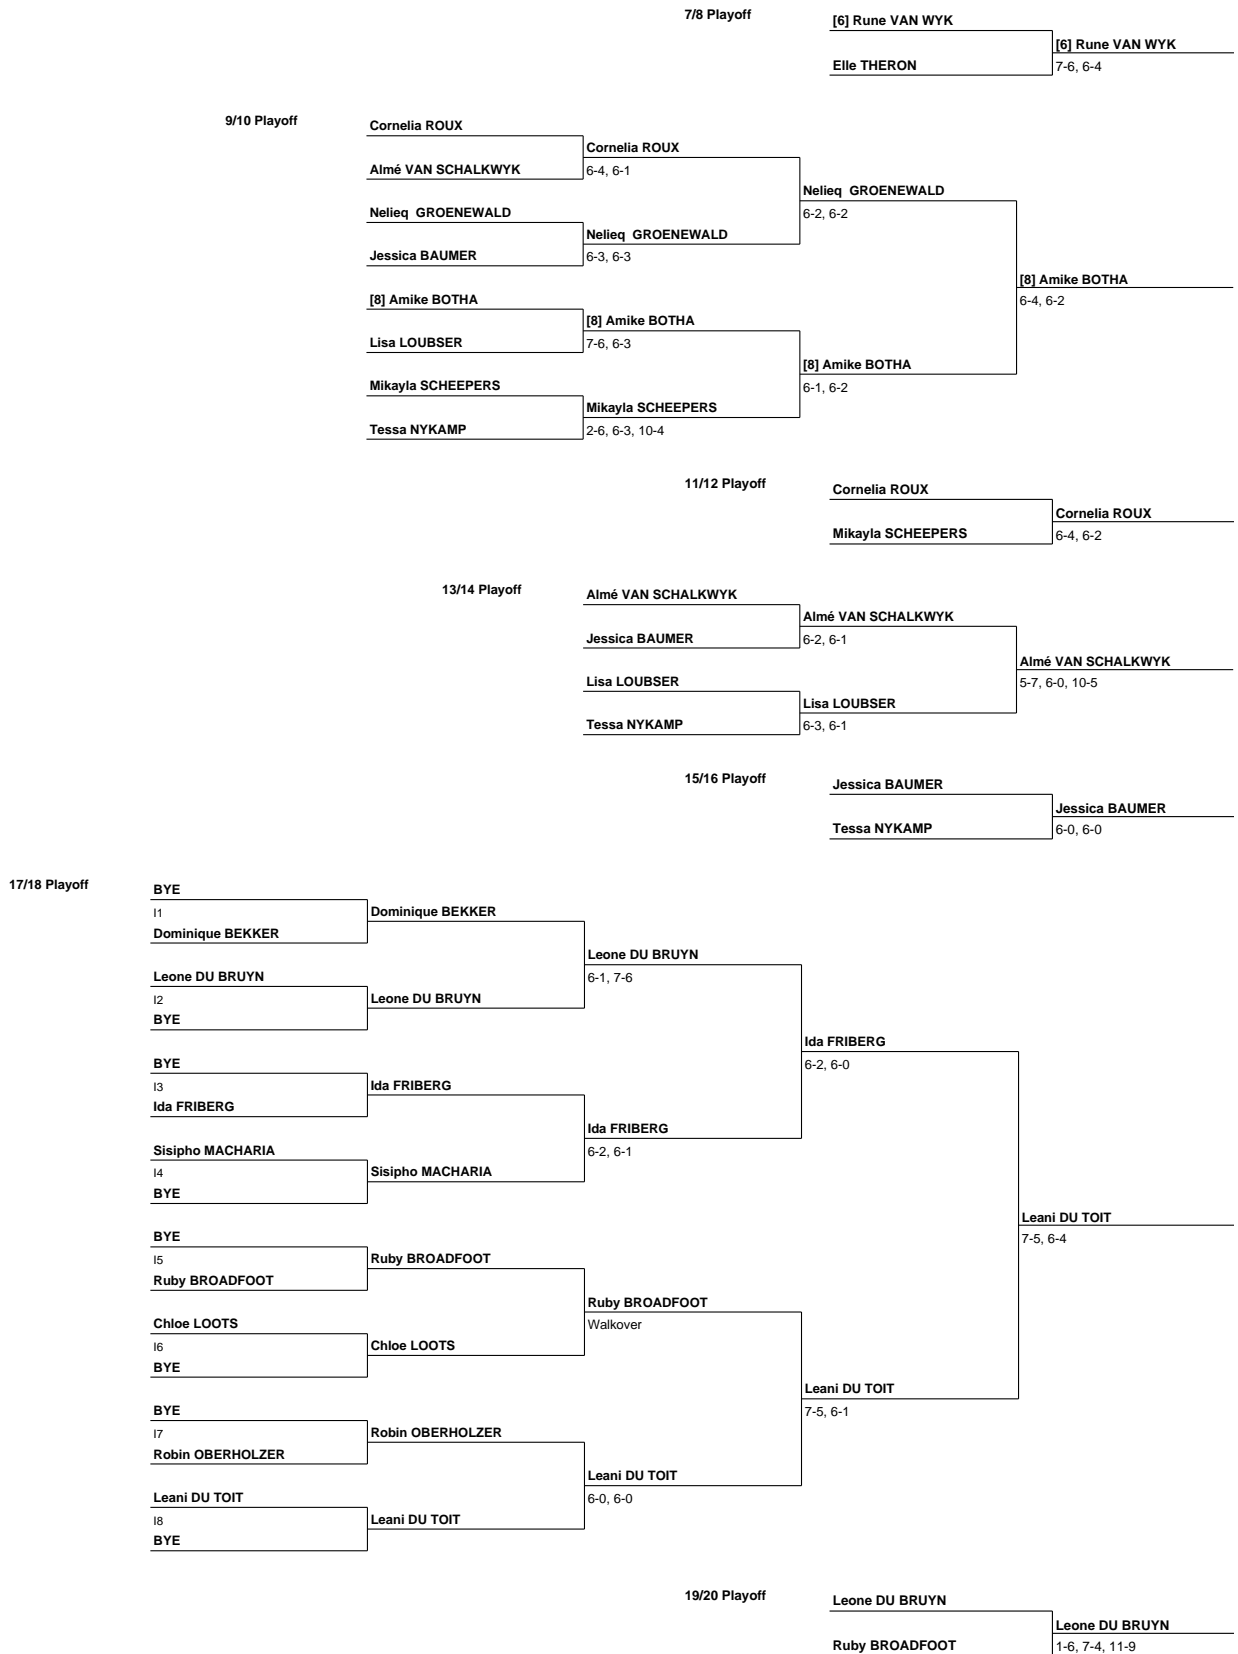 7/8 Playoff
[6] Rune VAN WYK
[6] Rune VAN WYK
Elle THERON
7-6, 6-4
9/10 Playoff
Cornelia ROUX
Cornelia ROUX
Almé VAN SCHALKWYK
6-4, 6-1
Nelieq GROENEWALD
Nelieq GROENEWALD
6-2, 6-2
Nelieq GROENEWALD
Jessica BAUMER
6-3, 6-3
[8] Amike BOTHA
[8] Amike BOTHA
6-4, 6-2
[8] Amike BOTHA
Lisa LOUBSER
7-6, 6-3
[8] Amike BOTHA
Mikayla SCHEEPERS
6-1, 6-2
Mikayla SCHEEPERS
Tessa NYKAMP
2-6, 6-3, 10-4
11/12 Playoff
Cornelia ROUX
Cornelia ROUX
Mikayla SCHEEPERS
6-4, 6-2
13/14 Playoff
Almé VAN SCHALKWYK
Almé VAN SCHALKWYK
Jessica BAUMER
6-2, 6-1
Almé VAN SCHALKWYK
Lisa LOUBSER
5-7, 6-0, 10-5
Lisa LOUBSER
Tessa NYKAMP
6-3, 6-1
15/16 Playoff
Jessica BAUMER
Jessica BAUMER
Tessa NYKAMP
6-0, 6-0
17/18 Playoff
BYE
I1
Dominique BEKKER
Dominique BEKKER
Leone DU BRUYN
Leone DU BRUYN
6-1, 7-6
I2
Leone DU BRUYN
BYE
Ida FRIBERG
BYE
6-2, 6-0
I3
Ida FRIBERG
Ida FRIBERG
Ida FRIBERG
Sisipho MACHARIA
6-2, 6-1
I4
Sisipho MACHARIA
BYE
Leani DU TOIT
BYE
7-5, 6-4
I5
Ruby BROADFOOT
Ruby BROADFOOT
Ruby BROADFOOT
Chloe LOOTS
Walkover
I6
Chloe LOOTS
BYE
Leani DU TOIT
BYE
7-5, 6-1
I7
Robin OBERHOLZER
Robin OBERHOLZER
Leani DU TOIT
Leani DU TOIT
6-0, 6-0
I8
Leani DU TOIT
BYE
19/20 Playoff
Leone DU BRUYN
Leone DU BRUYN
Ruby BROADFOOT
1-6, 7-4, 11-9